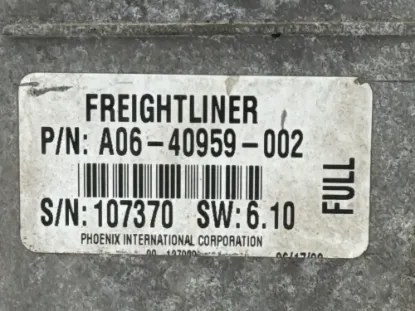 FREIGHTLINER
P/N: A06-40959-002
S/N: 107370 SW: 6.10
PHOENIX INTERNATIONAL CORPORATION
FULL